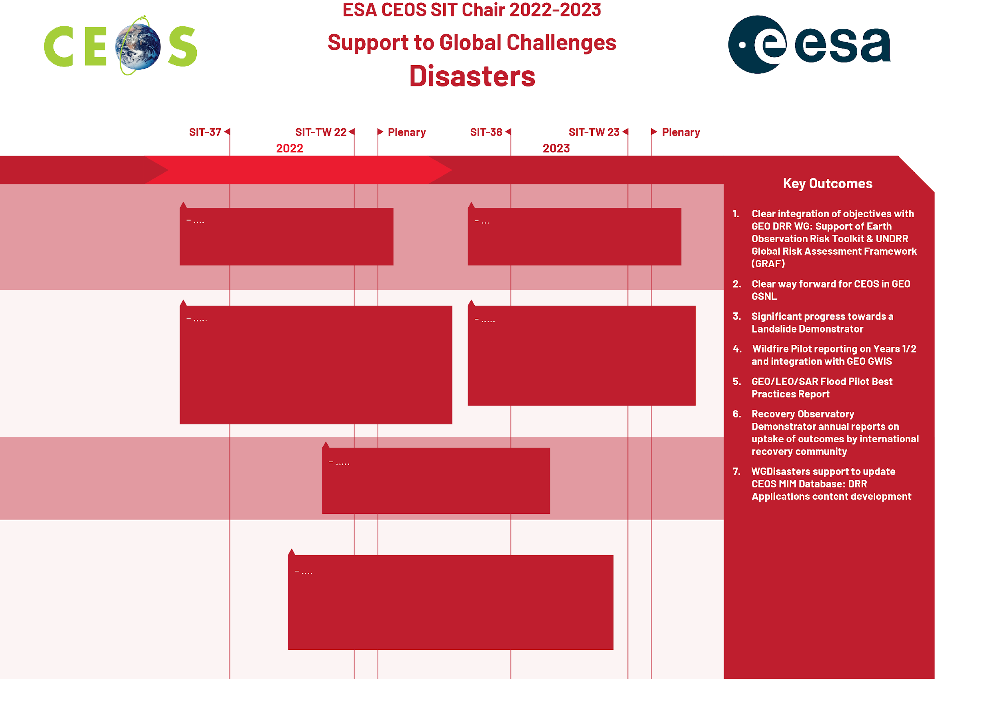 ESA CEOS SIT Chair 2022-2023
CEOS
Support to Global Challenges
esa
Disasters
SIT-37
SIT-TW 22
Plenary
SIT-38
SIT-TW 23
Plenary
2022
2023
Key Outcomes
1. Clear integration of objectives with
GEO DRR WG: Support of Earth
Observation Risk Toolkit & UNDRR
Global Risk Assessment Framework
(GRAF)
2. Clear way forward for CEOS in GEO
GSNL
3. Significant progress towards a
Landslide Demonstrator
4. Wildfire Pilot reporting on Years 1/2
and integration with GEO GWIS
5. GEO/LEO/SAR Flood Pilot Best
Practices Report
6. Recovery Observatory
Demonstrator annual reports on
uptake of outcomes by international
recovery community
7. WGDisasters support to update
CEOS MIM Database: DRR
Applications content development
– ....
– ...
– .....
– .....
– .....
– ....